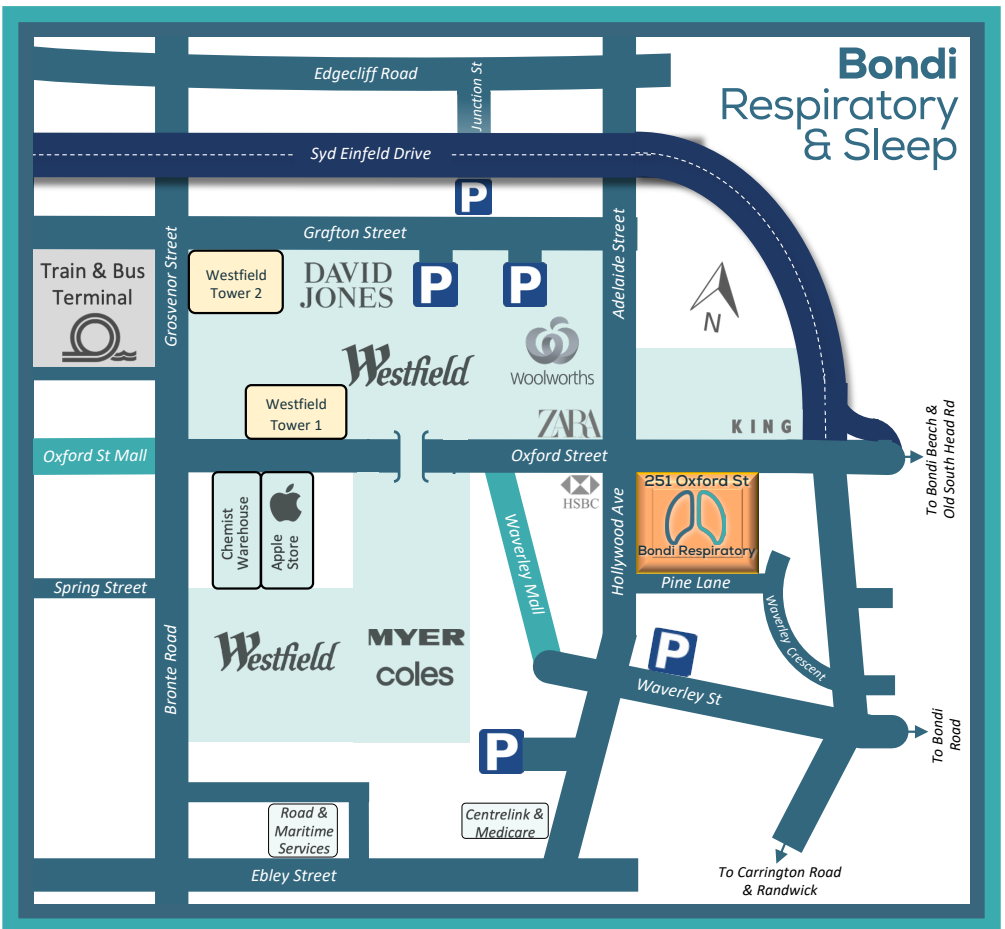 Bondi
Respiratory
& Sleep
Edgecliff Road
Junction St
Syd Einfeld Drive
P
Grafton Street
Grosvenor Street
Adelaide Street
Train & Bus
Terminal
Westfield
Tower 2
DAVID
JONES
P
P
N
Westfield
Woolworths
Westfield
Tower 1
ZARA
KING
To Bondi Beach &
Old South Head Rd
Oxford St Mall
Oxford Street
Chemist
Warehouse
Apple
Store
HSBC
Waverley Mall
Hollywood Ave
251 Oxford St
Bondi Respiratory
Spring Street
Pine Lane
Waverley Crescent
Bronte Road
Westfield
MYER
coles
P
Waverley St
P
To Bondi
Road
Road &
Maritime
Services
Centrelink &
Medicare
Ebley Street
To Carrington Road
& Randwick